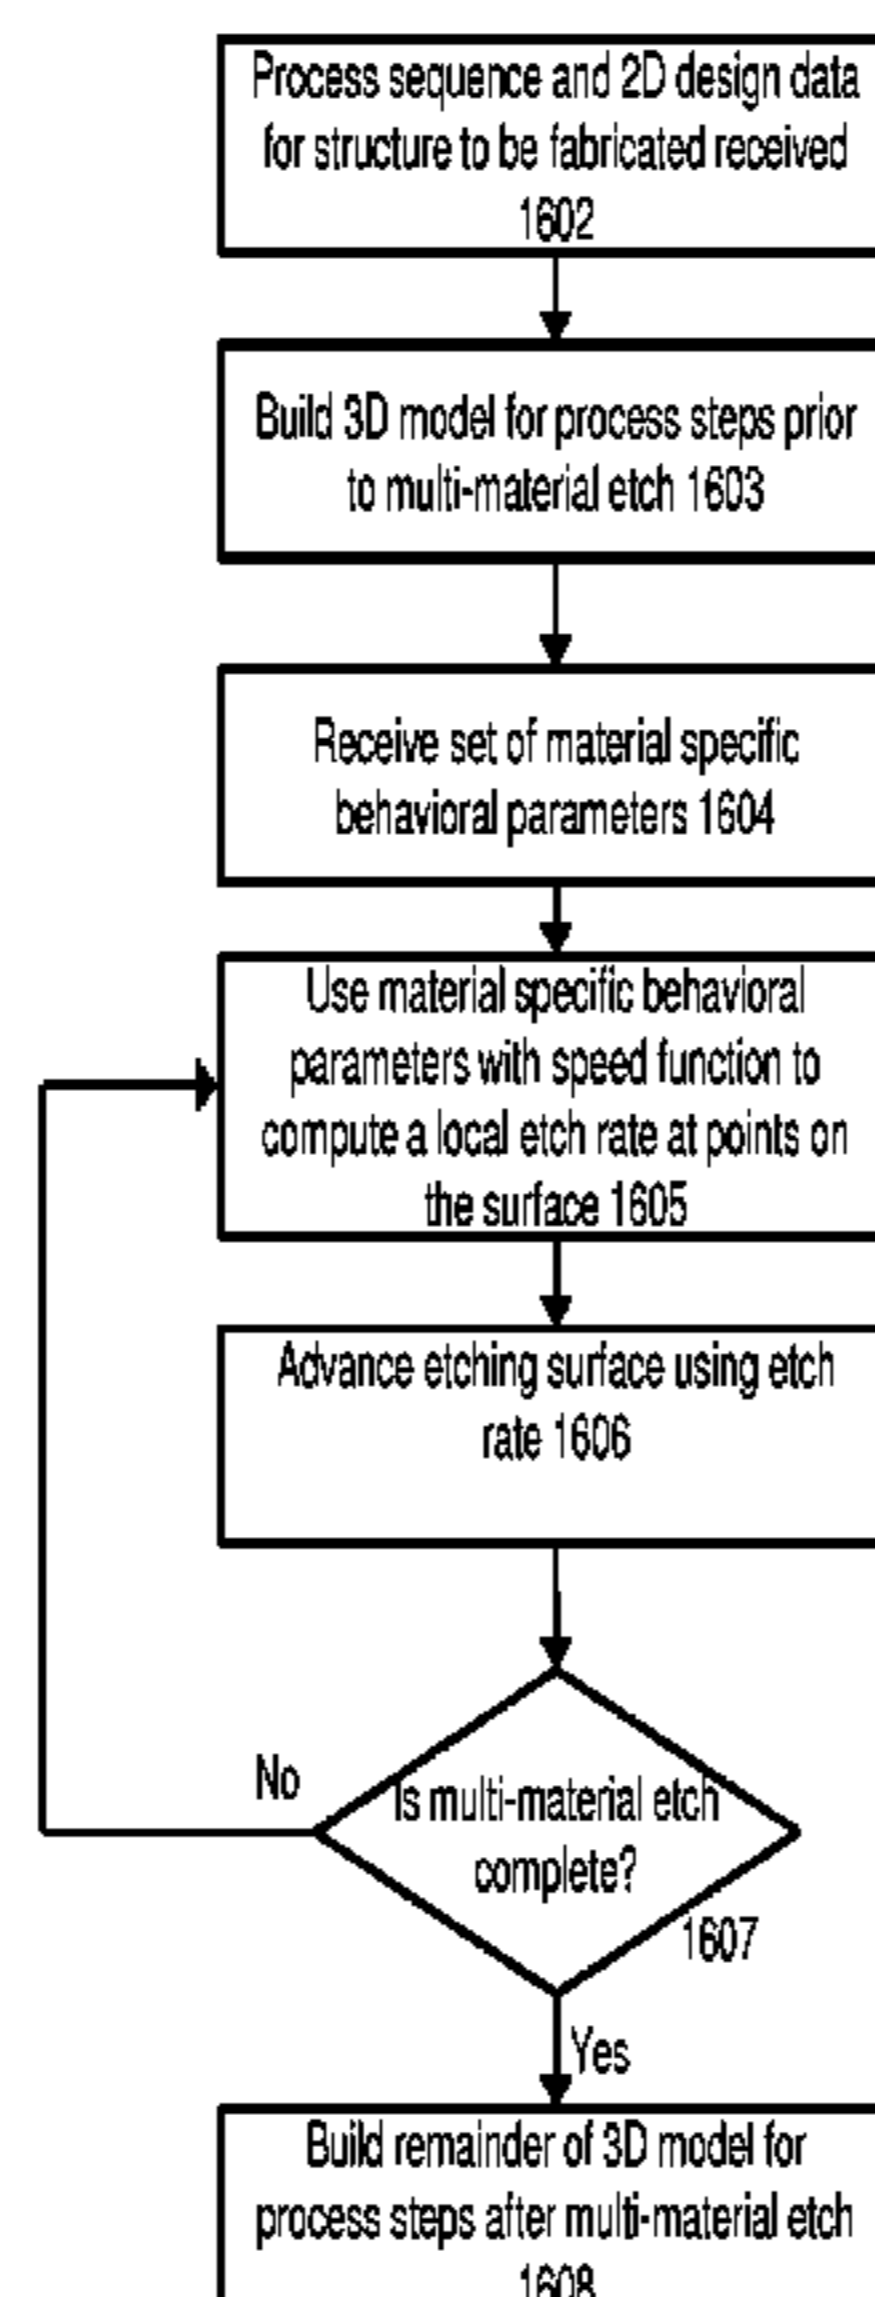 Process sequence and 2D design data
for structure to be fabricated received
1602
Build 3D model for process steps prior
to multi-material etch 1603
Receive set of material specific
behavioral parameters 1604
Use material specific behavioral
parameters with speed function to
compute a local etch rate at points on
the surface 1605
Advance etching surface using etch
rate 1606
No
Is multi-material etch
complete?
1607
Yes
Build remainder of 3D model for
process steps after multi-material etch
1608